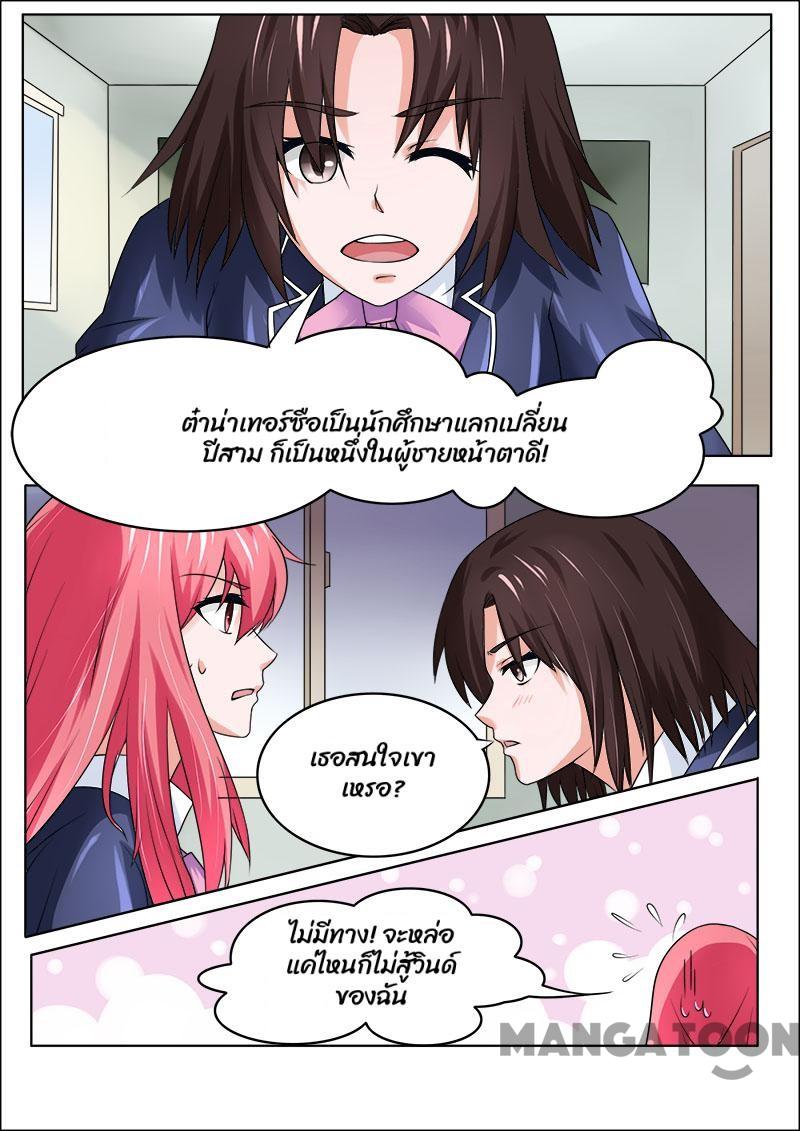 ต๋าน่าเทอร์ซือเป็นนักศึกษาแลกเปลี่ยน
ปีสาม ก็เป็นหนึ่งในผู้ชายหน้าตาดี!
เธอสนใจเขา
เหรอ?
ไม่มีทาง! จะหล่อ
แค่ไหนก็ไม่สู้วินด์
ของฉัน
MANGATOON